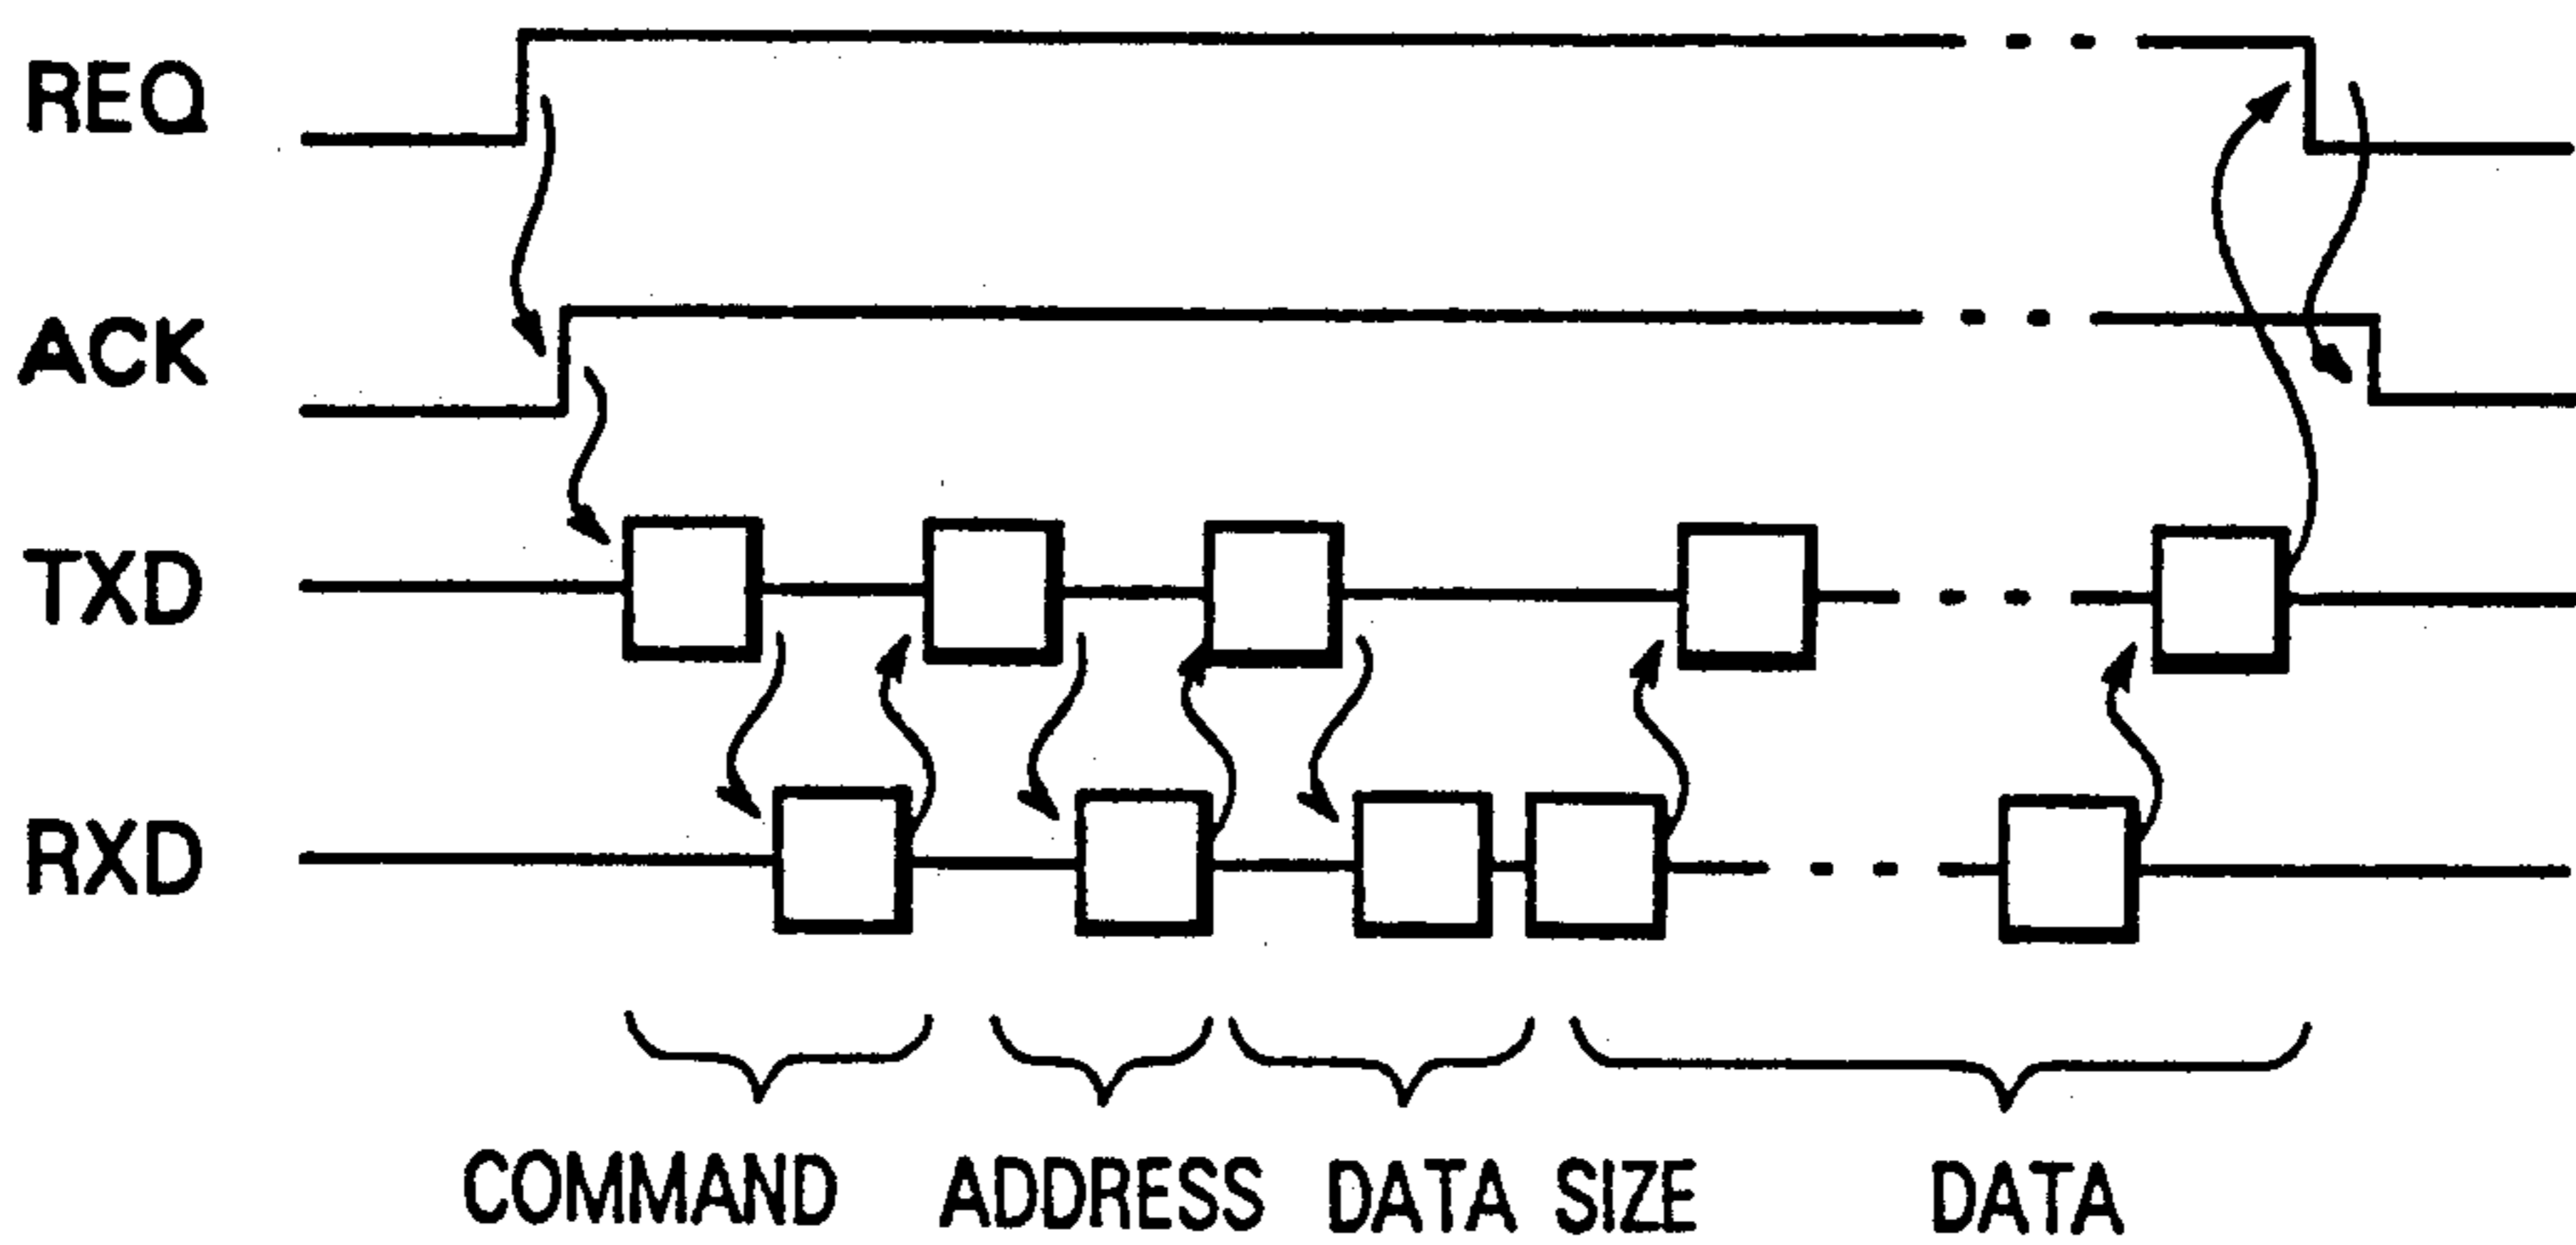 REQ
ACK
TXD
RXD
COMMAND ADDRESS DATA SIZE DATA